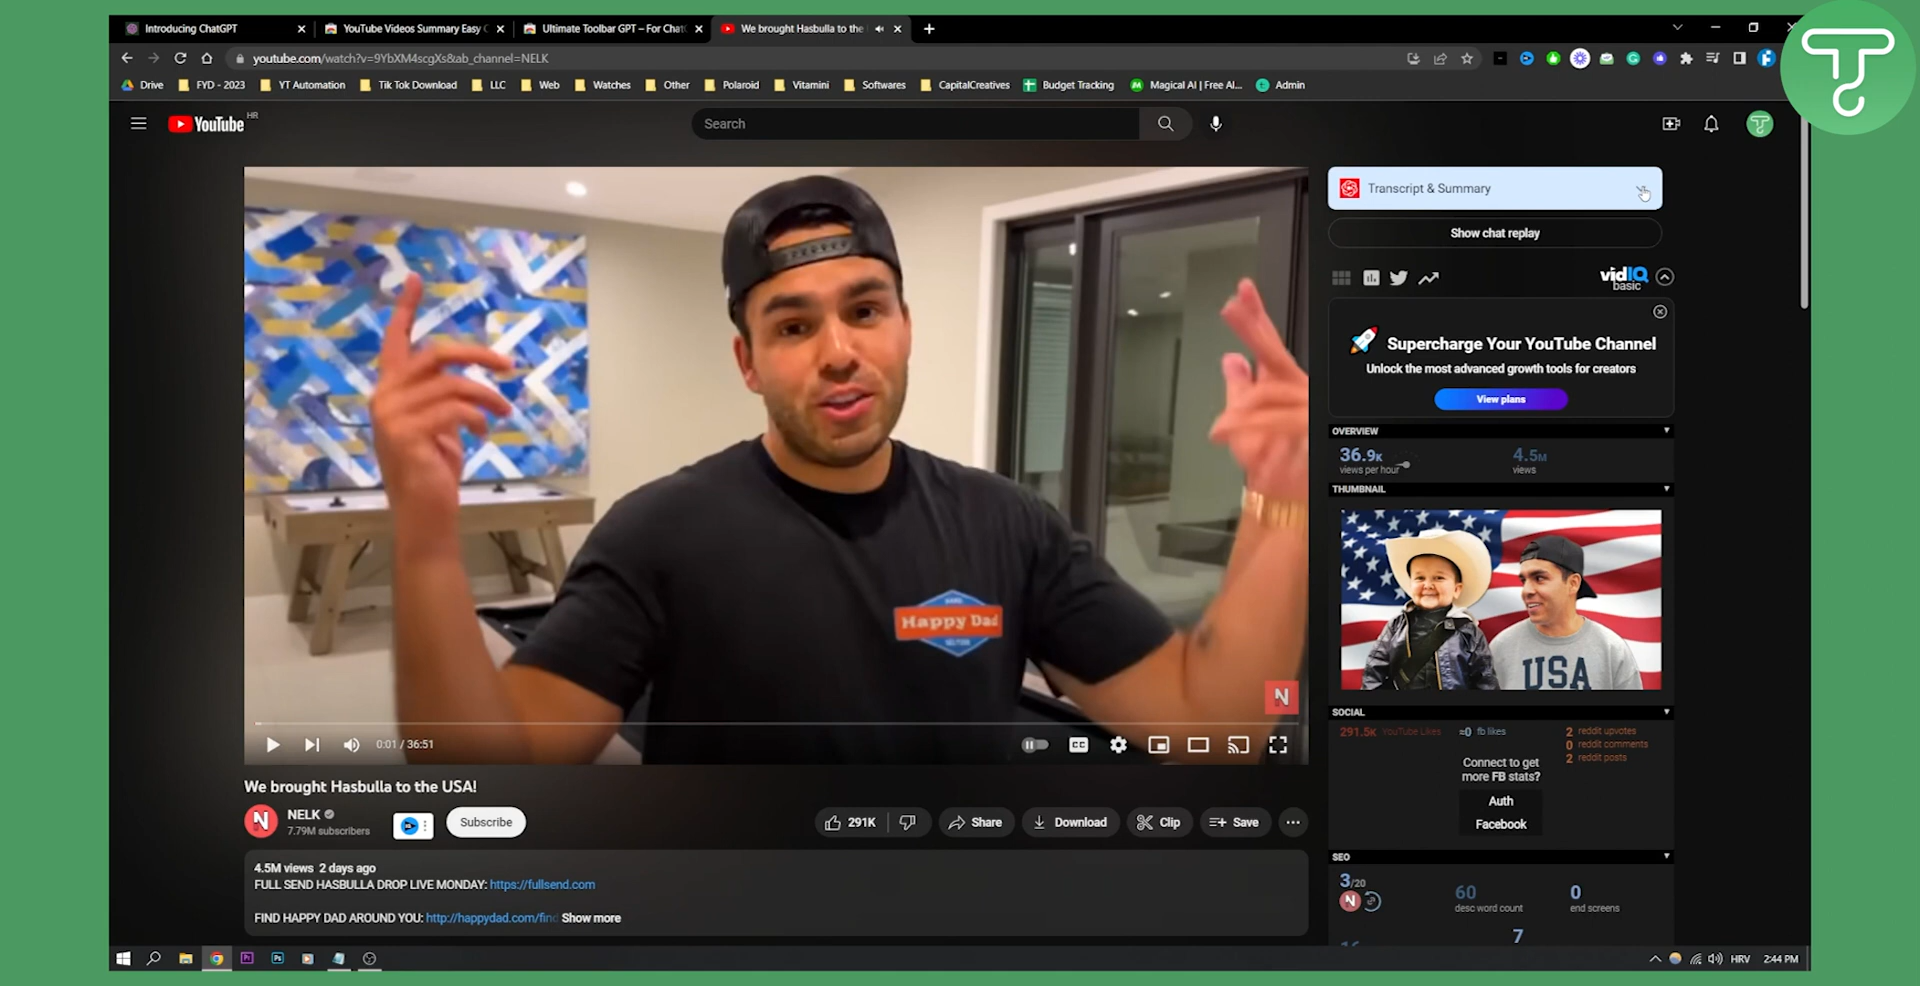 Introducing ChatGPT
YouTube Videos Summary Easy
Ultimate Toolbar GPT – For Chat
We brought Hasbulla to the
youtube.com/watch?v=9YbXM4scgXs&ab_channel=NELK
Drive
FYD - 2023
YT Automation
Tik Tok Download
LLC
Web
Watches
Other
Polaroid
Vitamini
Softwares
CapitalCreatives
Budget Tracking
Magical AI | Free AI...
Admin
YouTube HR
Search
Transcript & Summary
Show chat replay
vidIQ
basic
Supercharge Your YouTube Channel
Unlock the most advanced growth tools for creators
View plans
OVERVIEW
36.9K
views per hour
4.5M
views
THUMBNAIL
USA
Happy Dad
N
0:01 / 36:51
CC
We brought Hasbulla to the USA!
N
NELK
7.79M subscribers
Subscribe
291K
Share
Download
Clip
Save
4.5M views 2 days ago
FULL SEND HASBULLA DROP LIVE MONDAY: https://fullsend.com
FIND HAPPY DAD AROUND YOU: http://happydad.com/find Show more
SOCIAL
291.5K YouTube Likes
≈0 fb likes
2 reddit upvotes
0 reddit comments
2 reddit posts
Connect to get
more FB stats?
Auth
Facebook
SEO
3/20
N
60
desc word count
0
end screens
7
Pr
Ps
HRV
2:44 PM